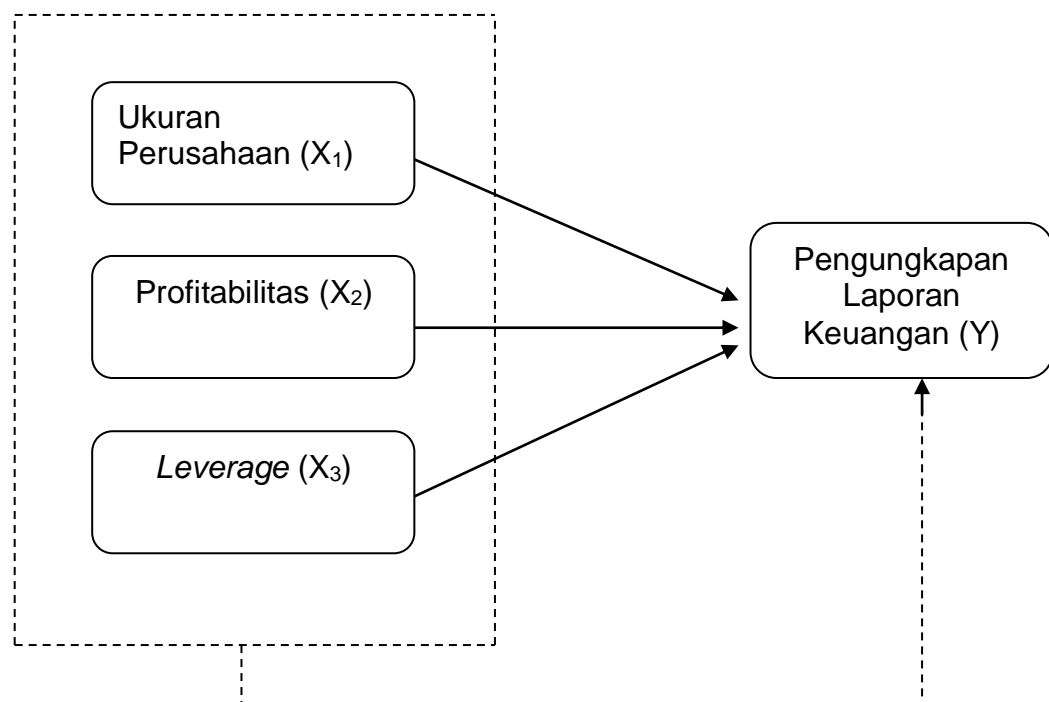 Ukuran
Perusahaan (X₁)
Profitabilitas (X₂)
Leverage (X₃)
Pengungkapan
Laporan
Keuangan (Y)